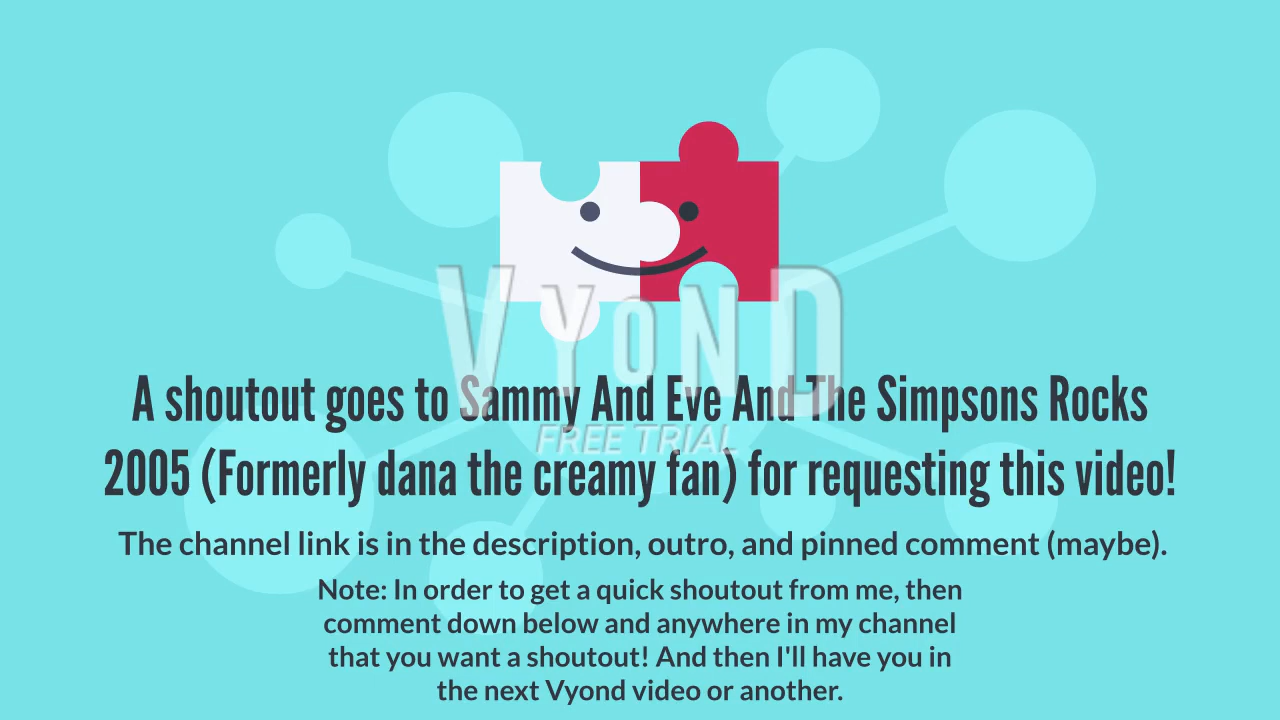 VYOND
FREE TRIAL
A shoutout goes to Sammy And Eve And The Simpsons Rocks
2005 (Formerly dana the creamy fan) for requesting this video!
The channel link is in the description, outro, and pinned comment (maybe).
Note: In order to get a quick shoutout from me, then
comment down below and anywhere in my channel
that you want a shoutout! And then I'll have you in
the next Vyond video or another.